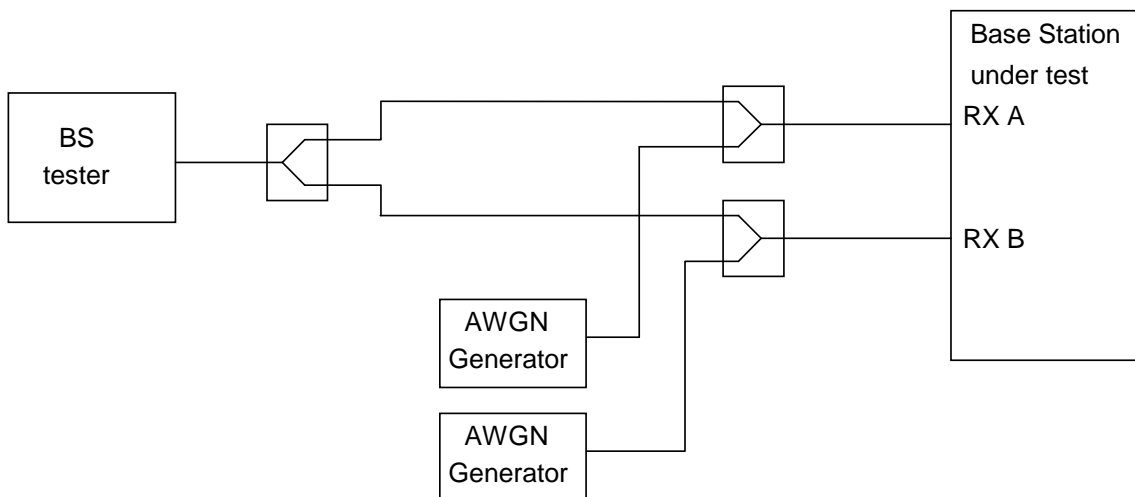 BS
tester
Base Station
under test
RX A
RX B
AWGN
Generator
AWGN
Generator